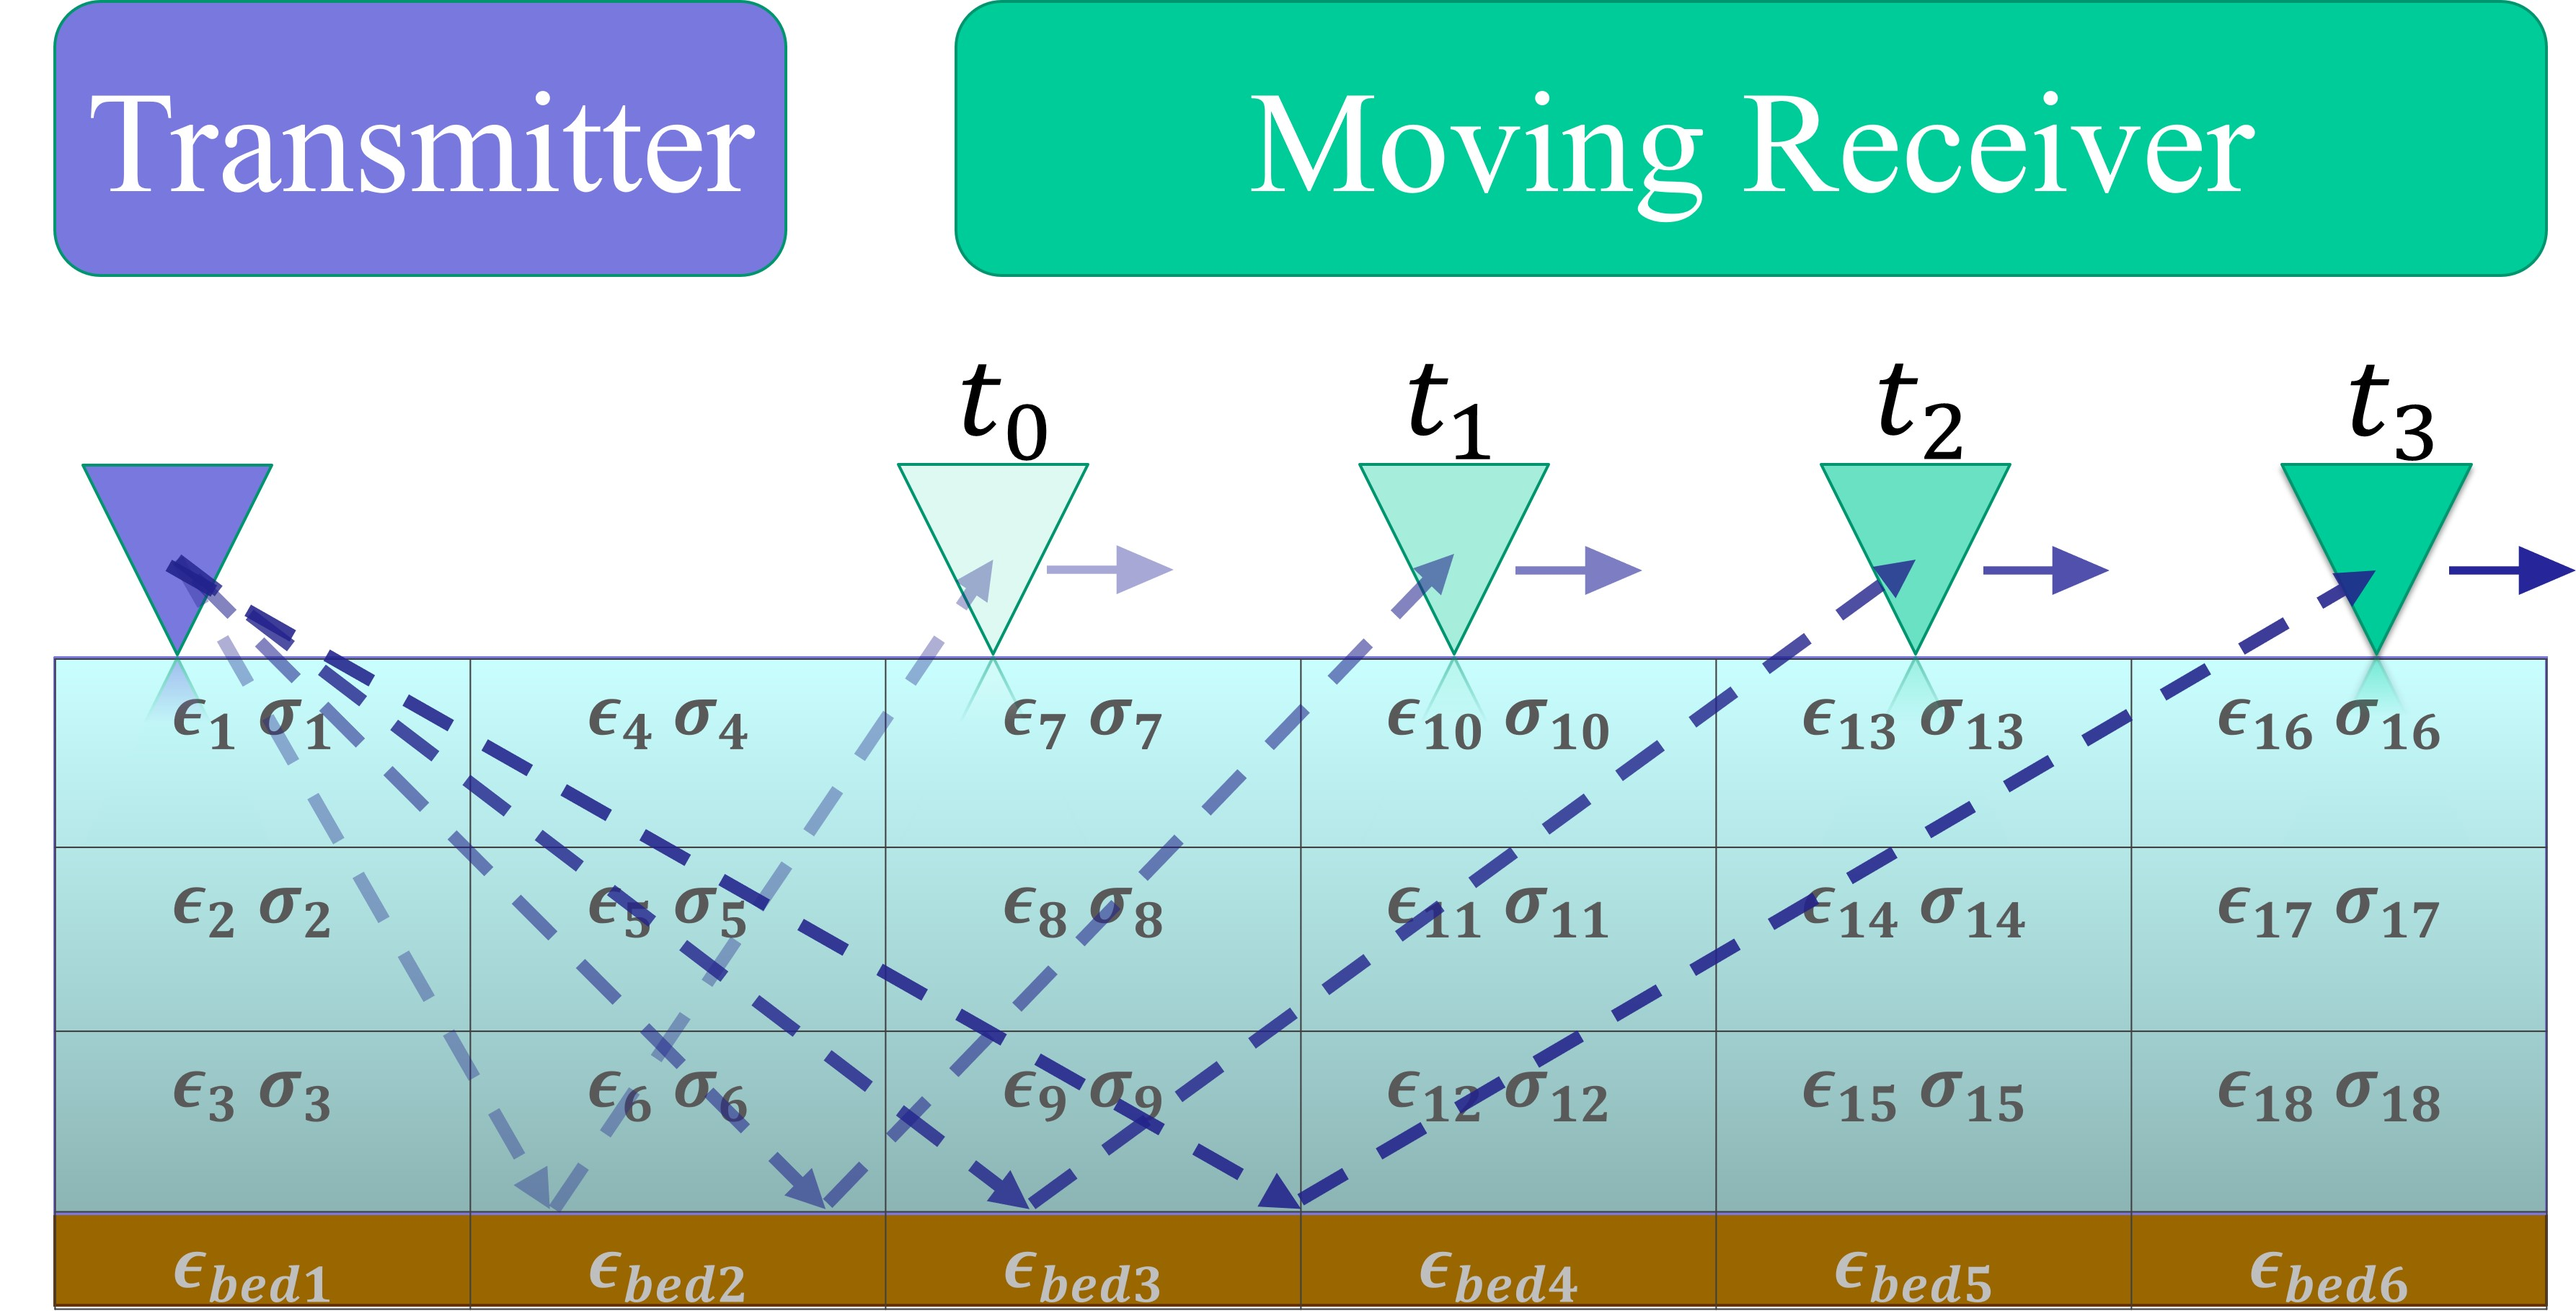 Transmitter Moving Receiver
t₀ t₁ t₂ t₃
ϵ₁ σ₁ ϵ₄ σ₄ ϵ₇ σ₇ ϵ₁₀ σ₁₀ ϵ₁₃ σ₁₃ ϵ₁₆ σ₁₆
ϵ₂ σ₂ ϵ₅ σ₅ ϵ₈ σ₈ ϵ₁₁ σ₁₁ ϵ₁₄ σ₁₄ ϵ₁₇ σ₁₇
ϵ₃ σ₃ ϵ₆ σ₆ ϵ₉ σ₉ ϵ₁₂ σ₁₂ ϵ₁₅ σ₁₅ ϵ₁₈ σ₁₈
ϵbed1 ϵbed2 ϵbed3 ϵbed4 ϵbed5 ϵbed6